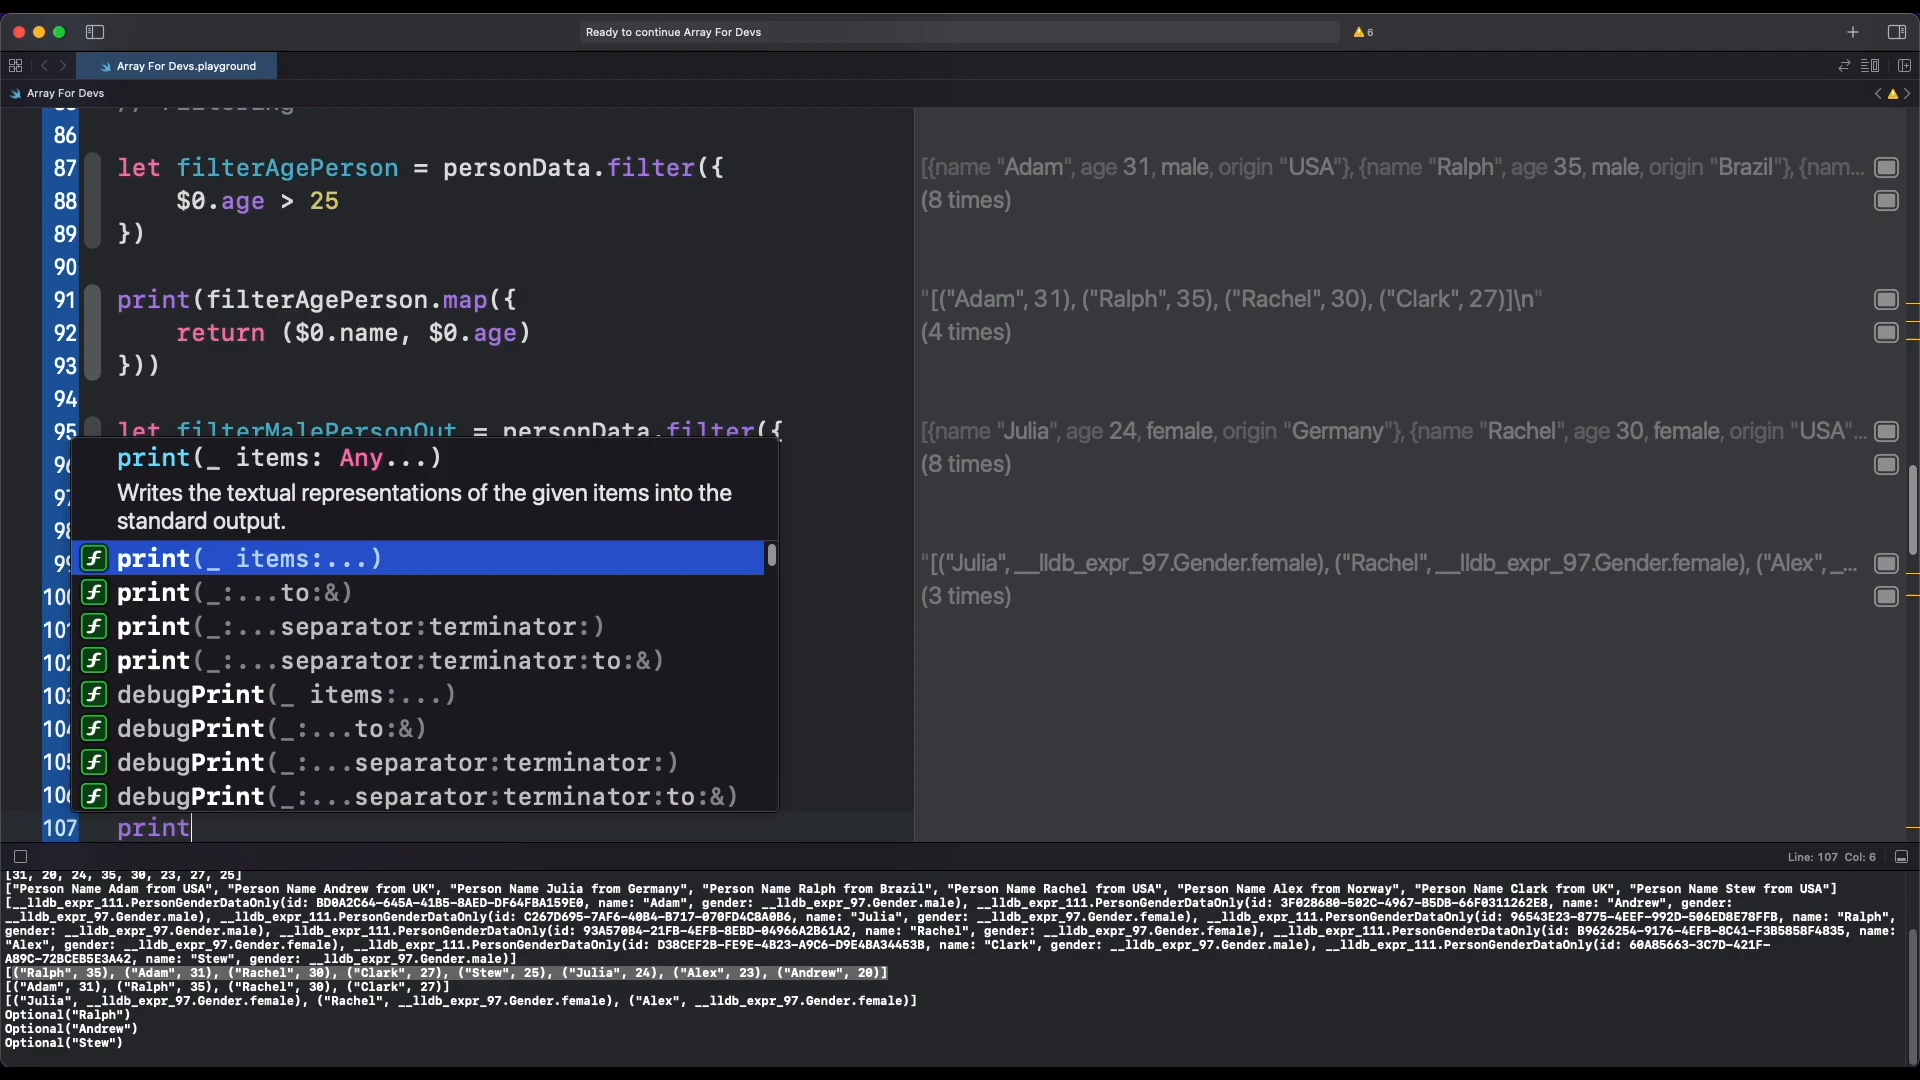 Ready to continue Array For Devs
6
Array For Devs.playground
Array For Devs
86
87 let filterAgePerson = personData.filter({
[{name "Adam", age 31, male, origin "USA"}, {name "Ralph", age 35, male, origin "Brazil"}, {nam...
88 $0.age > 25
(8 times)
89 })
90
91 print(filterAgePerson.map({
"[("Adam", 31), ("Ralph", 35), ("Rachel", 30), ("Clark", 27)]\n"
92 return ($0.name, $0.age)
(4 times)
93 }))
94
95 let filterMalePersonOut = personData.filter({
[{name "Julia", age 24, female, origin "Germany"}, {name "Rachel", age 30, female, origin "USA"...
(8 times)
print(_ items: Any...)
Writes the textual representations of the given items into the
standard output.
print(_ items:...)
"[("Julia", __lldb_expr_97.Gender.female), ("Rachel", __lldb_expr_97.Gender.female), ("Alex", _...
print(_:...to:&)
(3 times)
print(_:...separator:terminator:)
print(_:...separator:terminator:to:&)
debugPrint(_ items:...)
debugPrint(_:...to:&)
debugPrint(_:...separator:terminator:)
debugPrint(_:...separator:terminator:to:&)
107 print
Line: 107 Col: 6
[31, 20, 24, 35, 30, 23, 27, 25]
["Person Name Adam from USA", "Person Name Andrew from UK", "Person Name Julia from Germany", "Person Name Ralph from Brazil", "Person Name Rachel from USA", "Person Name Alex from Norway", "Person Name Clark from UK", "Person Name Stew from USA"]
[__lldb_expr_111.PersonGenderDataOnly(id: BD0A2C64-645A-41B5-8AED-DF64FBA159E0, name: "Adam", gender: __lldb_expr_97.Gender.male), __lldb_expr_111.PersonGenderDataOnly(id: 3F028680-502C-4967-B5DB-66F0311262E8, name: "Andrew", gender:
__lldb_expr_97.Gender.male), __lldb_expr_111.PersonGenderDataOnly(id: C267D695-7AF6-40B4-B717-070FD4C8A0B6, name: "Julia", gender: __lldb_expr_97.Gender.female), __lldb_expr_111.PersonGenderDataOnly(id: 96543E23-8775-4EEF-992D-506ED8E78FFB, name: "Ralph",
gender: __lldb_expr_97.Gender.male), __lldb_expr_111.PersonGenderDataOnly(id: 93A570B4-21FB-4EFB-8EBD-04966A2B61A2, name: "Rachel", gender: __lldb_expr_97.Gender.female), __lldb_expr_111.PersonGenderDataOnly(id: B9626254-9176-4EFB-8C41-F3B5858F4835, name:
"Alex", gender: __lldb_expr_97.Gender.female), __lldb_expr_111.PersonGenderDataOnly(id: D38CEF2B-FE9E-4B23-A9C6-D9E4BA34453B, name: "Clark", gender: __lldb_expr_97.Gender.male), __lldb_expr_111.PersonGenderDataOnly(id: 60A85663-3C7D-421F-
A89C-72BCEB5E3A42, name: "Stew", gender: __lldb_expr_97.Gender.male)]
[("Ralph", 35), ("Adam", 31), ("Rachel", 30), ("Clark", 27), ("Stew", 25), ("Julia", 24), ("Alex", 23), ("Andrew", 20)]
[("Adam", 31), ("Ralph", 35), ("Rachel", 30), ("Clark", 27)]
[("Julia", __lldb_expr_97.Gender.female), ("Rachel", __lldb_expr_97.Gender.female), ("Alex", __lldb_expr_97.Gender.female)]
Optional("Ralph")
Optional("Andrew")
Optional("Stew")